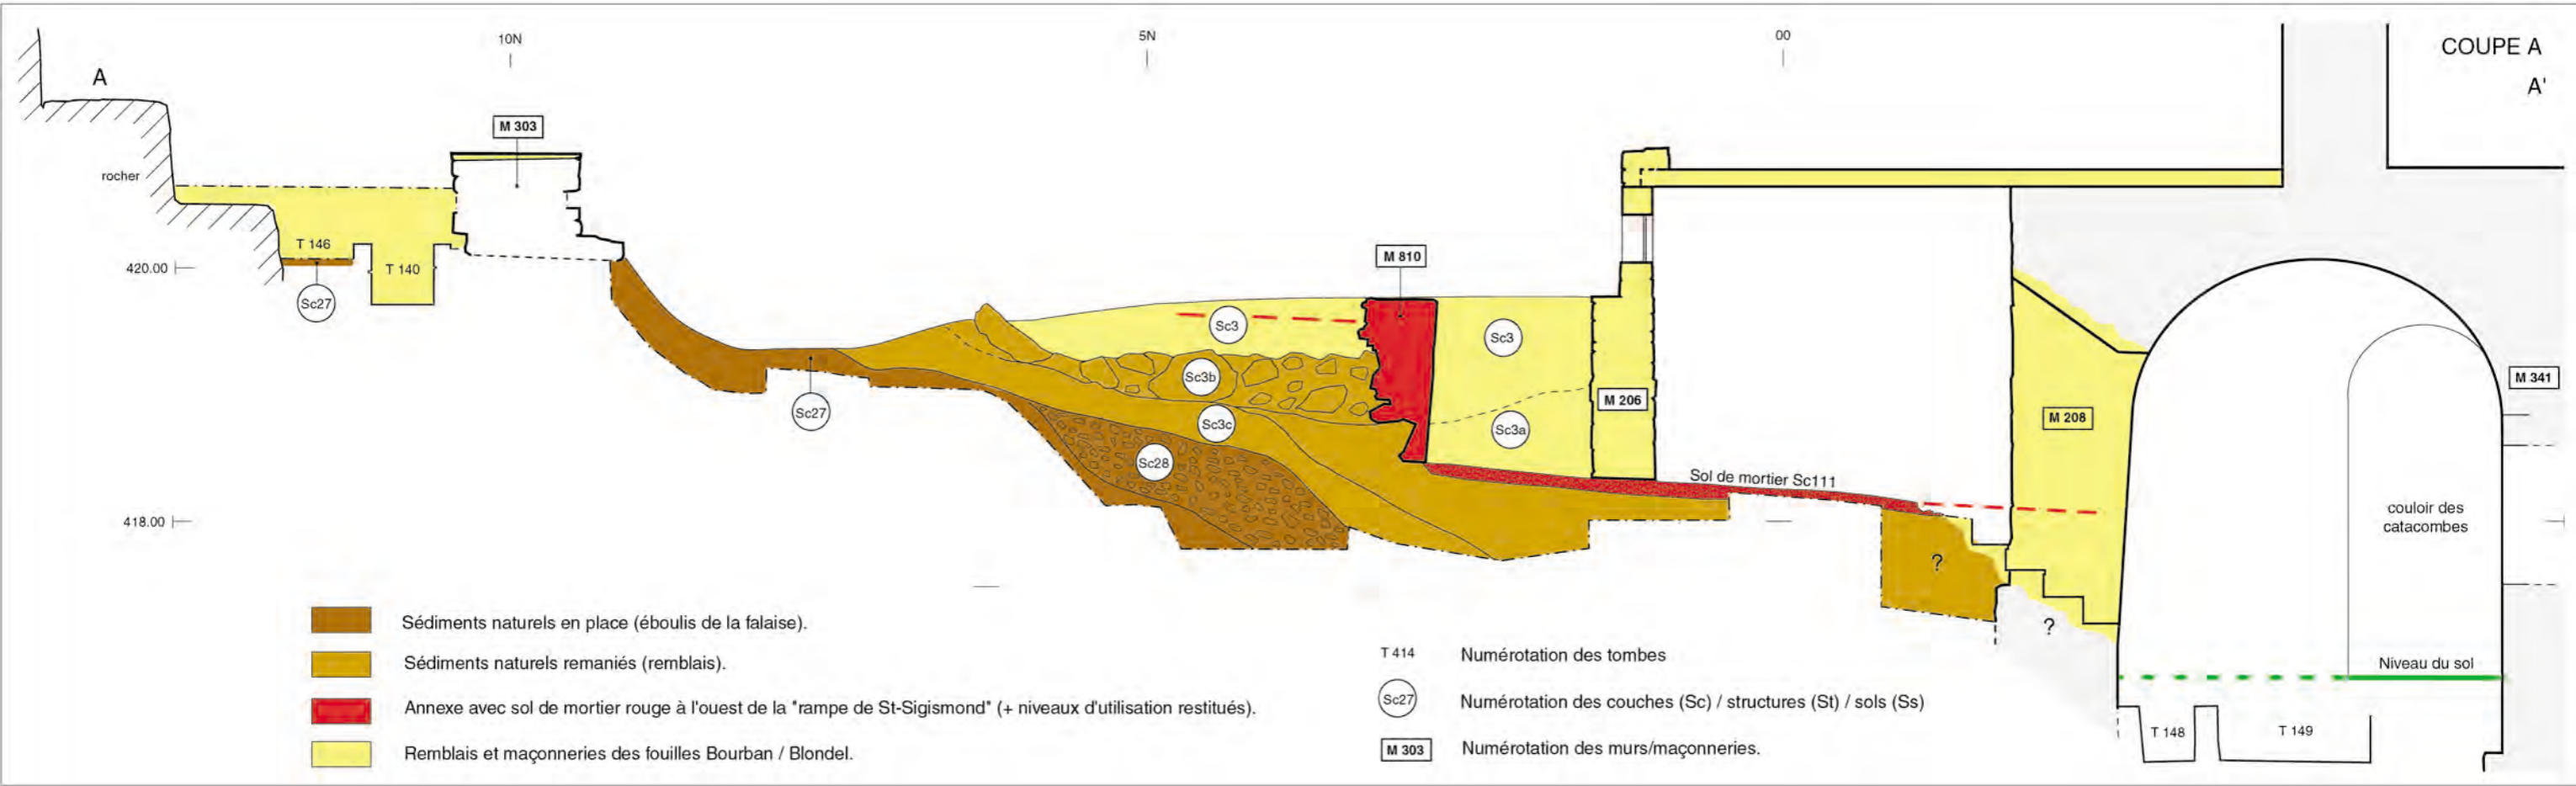 10N
5N
00
COUPE A
A
A'
M 303
rocher
T 146
T 140
420.00
Sc27
M 810
Sc3
Sc3
Sc3b
Sc3c
Sc3a
M 206
M 341
M 208
Sc27
Sc28
Sol de mortier Sc111
418.00
couloir des
catacombes
?
?
Niveau du sol
T 148
T 149
Sédiments naturels en place (éboulis de la falaise).
Sédiments naturels remaniés (remblais).
Annexe avec sol de mortier rouge à l'ouest de la "rampe de St-Sigismond" (+ niveaux d'utilisation restitués).
Remblais et maçonneries des fouilles Bourban / Blondel.
T 414 Numérotation des tombes
Sc27 Numérotation des couches (Sc) / structures (St) / sols (Ss)
M 303 Numérotation des murs/maçonneries.